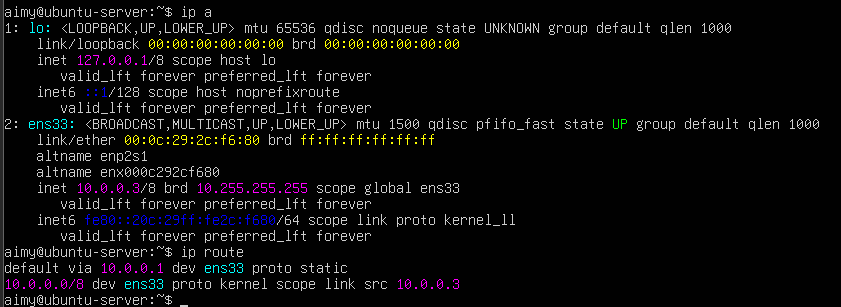 aimy@ubuntu-server:~$ ip a
1: lo: <LOOPBACK,UP,LOWER_UP> mtu 65536 qdisc noqueue state UNKNOWN group default qlen 1000
    link/loopback 00:00:00:00:00:00 brd 00:00:00:00:00:00
    inet 127.0.0.1/8 scope host lo
       valid_lft forever preferred_lft forever
    inet6 ::1/128 scope host noprefixroute
       valid_lft forever preferred_lft forever
2: ens33: <BROADCAST,MULTICAST,UP,LOWER_UP> mtu 1500 qdisc pfifo_fast state UP group default qlen 1000
    link/ether 00:0c:29:2c:f6:80 brd ff:ff:ff:ff:ff:ff
    altname enp2s1
    altname enx000c292cf680
    inet 10.0.0.3/8 brd 10.255.255.255 scope global ens33
       valid_lft forever preferred_lft forever
    inet6 fe80::20c:29ff:fe2c:f680/64 scope link proto kernel_ll
       valid_lft forever preferred_lft forever
aimy@ubuntu-server:~$ ip route
default via 10.0.0.1 dev ens33 proto static
10.0.0.0/8 dev ens33 proto kernel scope link src 10.0.0.3
aimy@ubuntu-server:~$ _